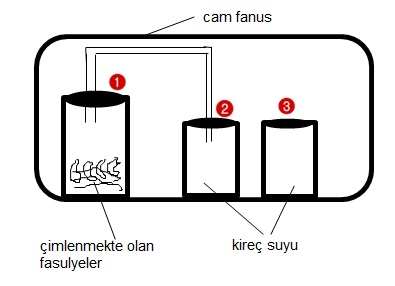 cam fanus
1
2
3
çimlenmekte olan
fasulyeler
kireç suyu